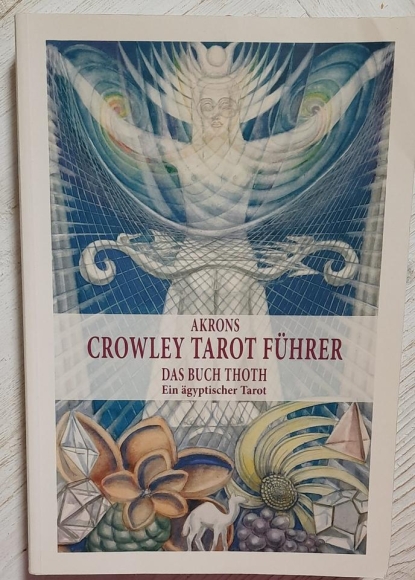 AKRONS
CROWLEY TAROT FÜHRER
DAS BUCH THOTH
Ein ägyptischer Tarot